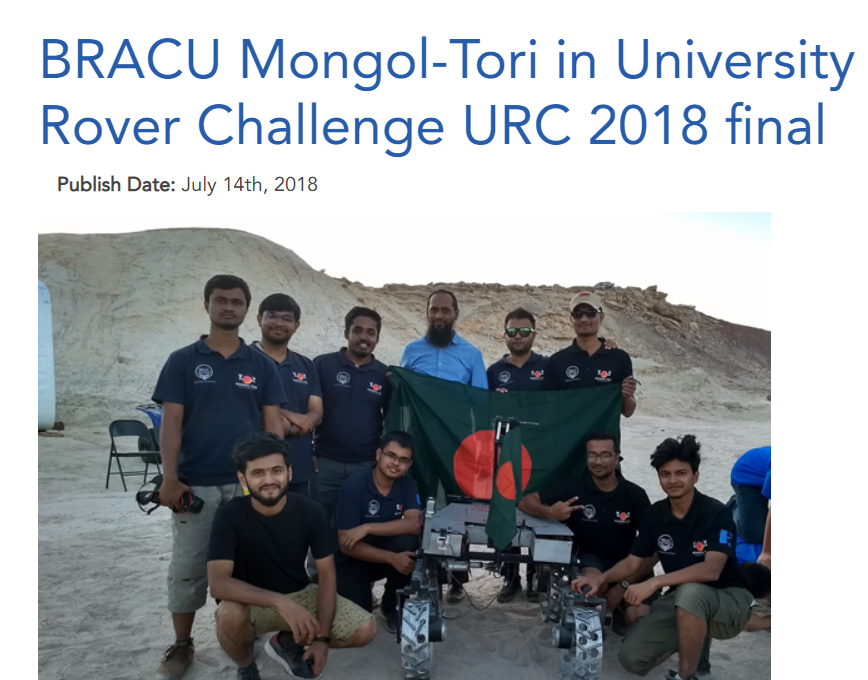 BRACU Mongol-Tori in University
Rover Challenge URC 2018 final
Publish Date: July 14th, 2018